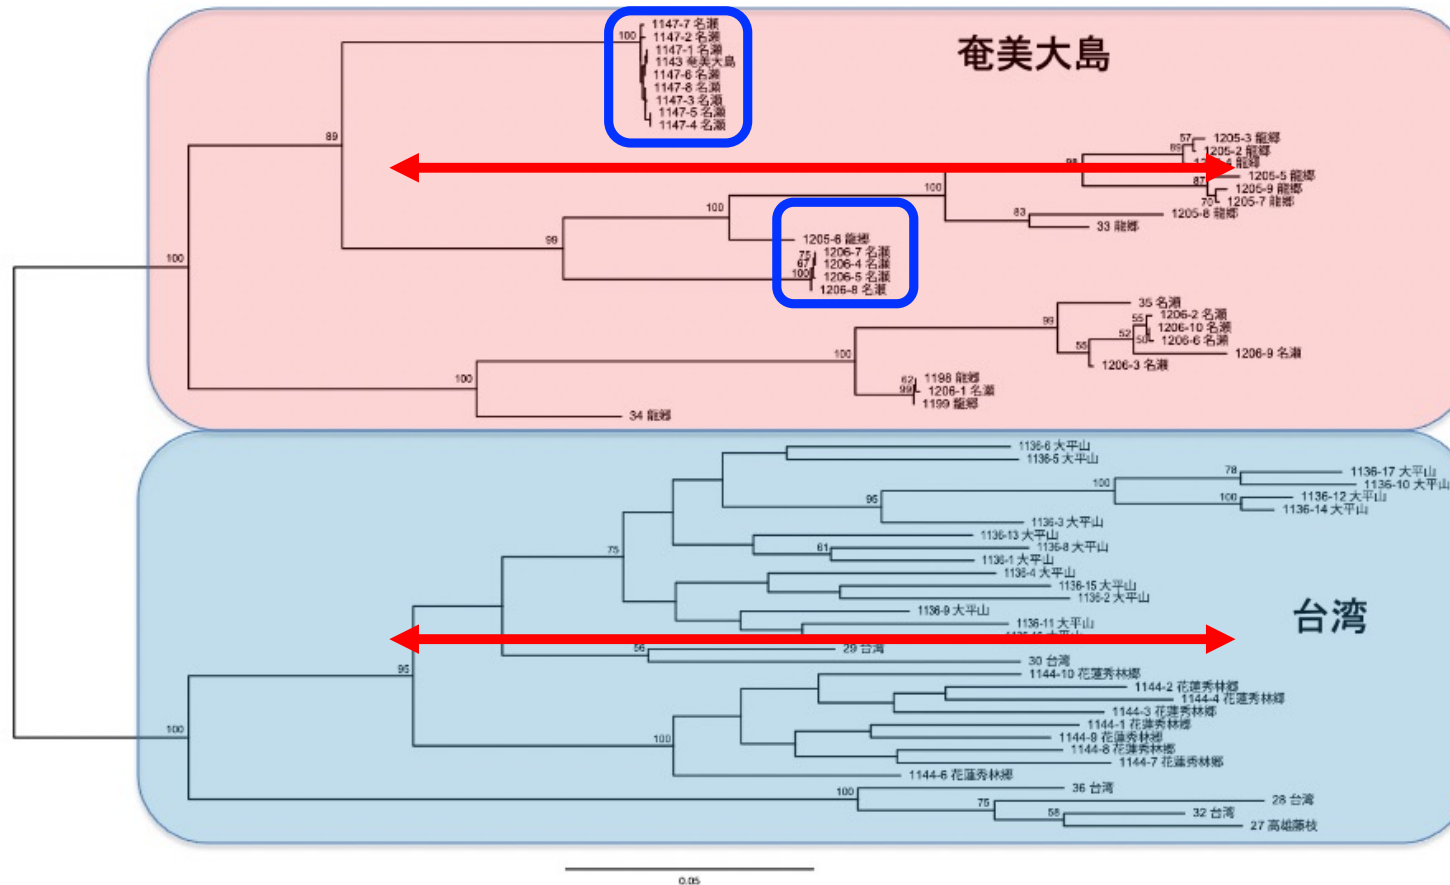 100
1147-7 名瀬
1147-2 名瀬
1147-1 名瀬
1143 奄美大島
1147-6 名瀬
1147-8 名瀬
1147-3 名瀬
1147-5 名瀬
1147-4 名瀬
奄美大島
89
57
1205-3 龍郷
89
1205-2 龍郷
龍郷
98
87
1205-5 龍郷
1205-9 龍郷
70
1205-7 龍郷
100
83
1205-8 龍郷
33 龍郷
100
99
1205-6 龍郷
75
1206-7 名瀬
67
1206-4 名瀬
100
1206-5 名瀬
1206-8 名瀬
100
35 名瀬
99
55
1206-2 名瀬
1206-10 名瀬
52
50
1206-6 名瀬
1206-9 名瀬
55
1206-3 名瀬
100
62
1198 龍郷
99
1206-1 名瀬
1199 龍郷
100
34 龍郷
1136-6 大平山
1136-5 大平山
78
1136-17 大平山
1136-10 大平山
100
100
1136-12 大平山
1136-14 大平山
95
1136-3 大平山
1136-13 大平山
61
1136-8 大平山
1136-1 大平山
75
1136-4 大平山
1136-15 大平山
1136-2 大平山
1136-9 大平山
1136-11 大平山
大平山
台湾
56
29 台湾
30 台湾
95
1144-10 花蓮秀林郷
1144-2 花蓮秀林郷
1144-4 花蓮秀林郷
1144-3 花蓮秀林郷
1144-1 花蓮秀林郷
1144-9 花蓮秀林郷
1144-8 花蓮秀林郷
1144-7 花蓮秀林郷
100
1144-6 花蓮秀林郷
100
100
36 台湾
75
28 台湾
58
32 台湾
27 高雄藤枝
0.05